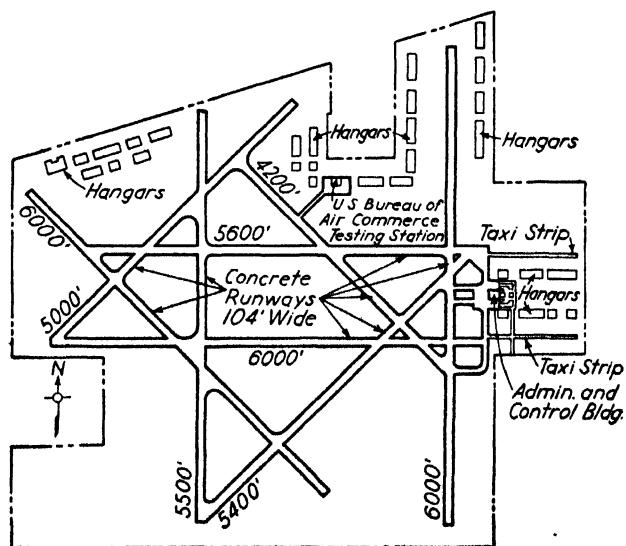 Hangars
Hangars
Hangars
4200'
6000'
U.S. Bureau of
Air Commerce
Testing Station
5600'
Taxi Strip
Concrete
Runways
104' Wide
Hangars
5000'
6000'
Taxi Strip
N
Admin. and
Control Bldg.
5500'
5400'
6000'